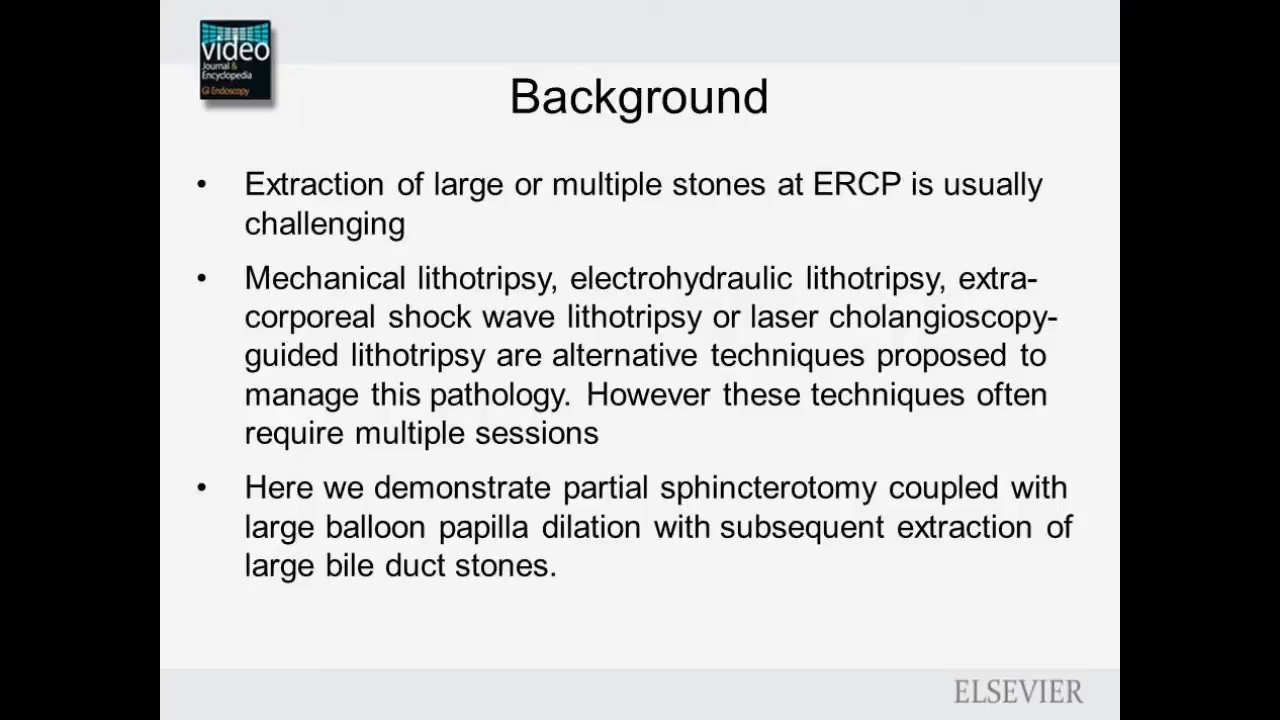 video
Journal &
Encyclopedia
GI Endoscopy
Background
• Extraction of large or multiple stones at ERCP is usually
challenging
• Mechanical lithotripsy, electrohydraulic lithotripsy, extra-
corporeal shock wave lithotripsy or laser cholangioscopy-
guided lithotripsy are alternative techniques proposed to
manage this pathology. However these techniques often
require multiple sessions
• Here we demonstrate partial sphincterotomy coupled with
large balloon papilla dilation with subsequent extraction of
large bile duct stones.
ELSEVIER